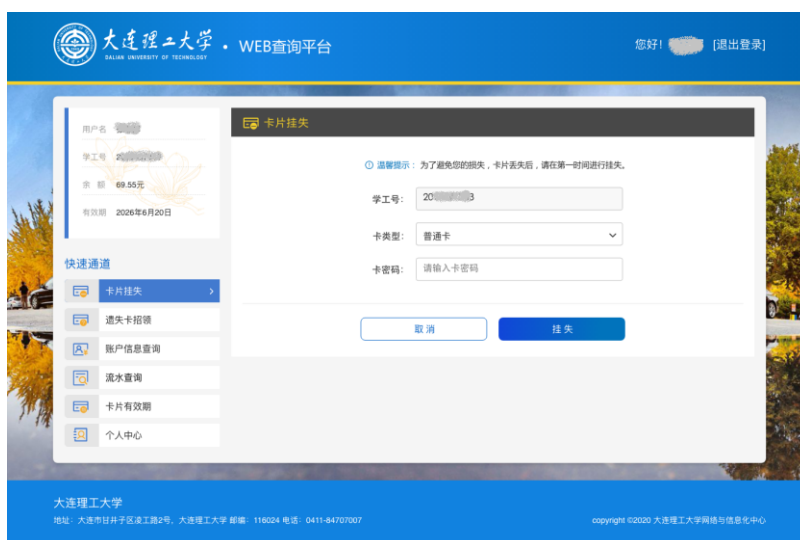 大连理工大学
DALIAN UNIVERSITY OF TECHNOLOGY
· WEB查询平台
您好! [退出登录]
用户名
学工号 2
余 额 69.55元
有效期 2026年6月20日
快速通道
卡片挂失
遗失卡招领
账户信息查询
流水查询
卡片有效期
个人中心
卡片挂失
温馨提示：为了避免您的损失，卡片丢失后，请在第一时间进行挂失。
学工号: 20 3
卡类型: 普通卡
卡密码: 请输入卡密码
取 消 挂 失
大连理工大学
地址：大连市甘井子区凌工路2号，大连理工大学 邮编：116024 电话：0411-84707007
copyright ©2020 大连理工大学网络与信息化中心